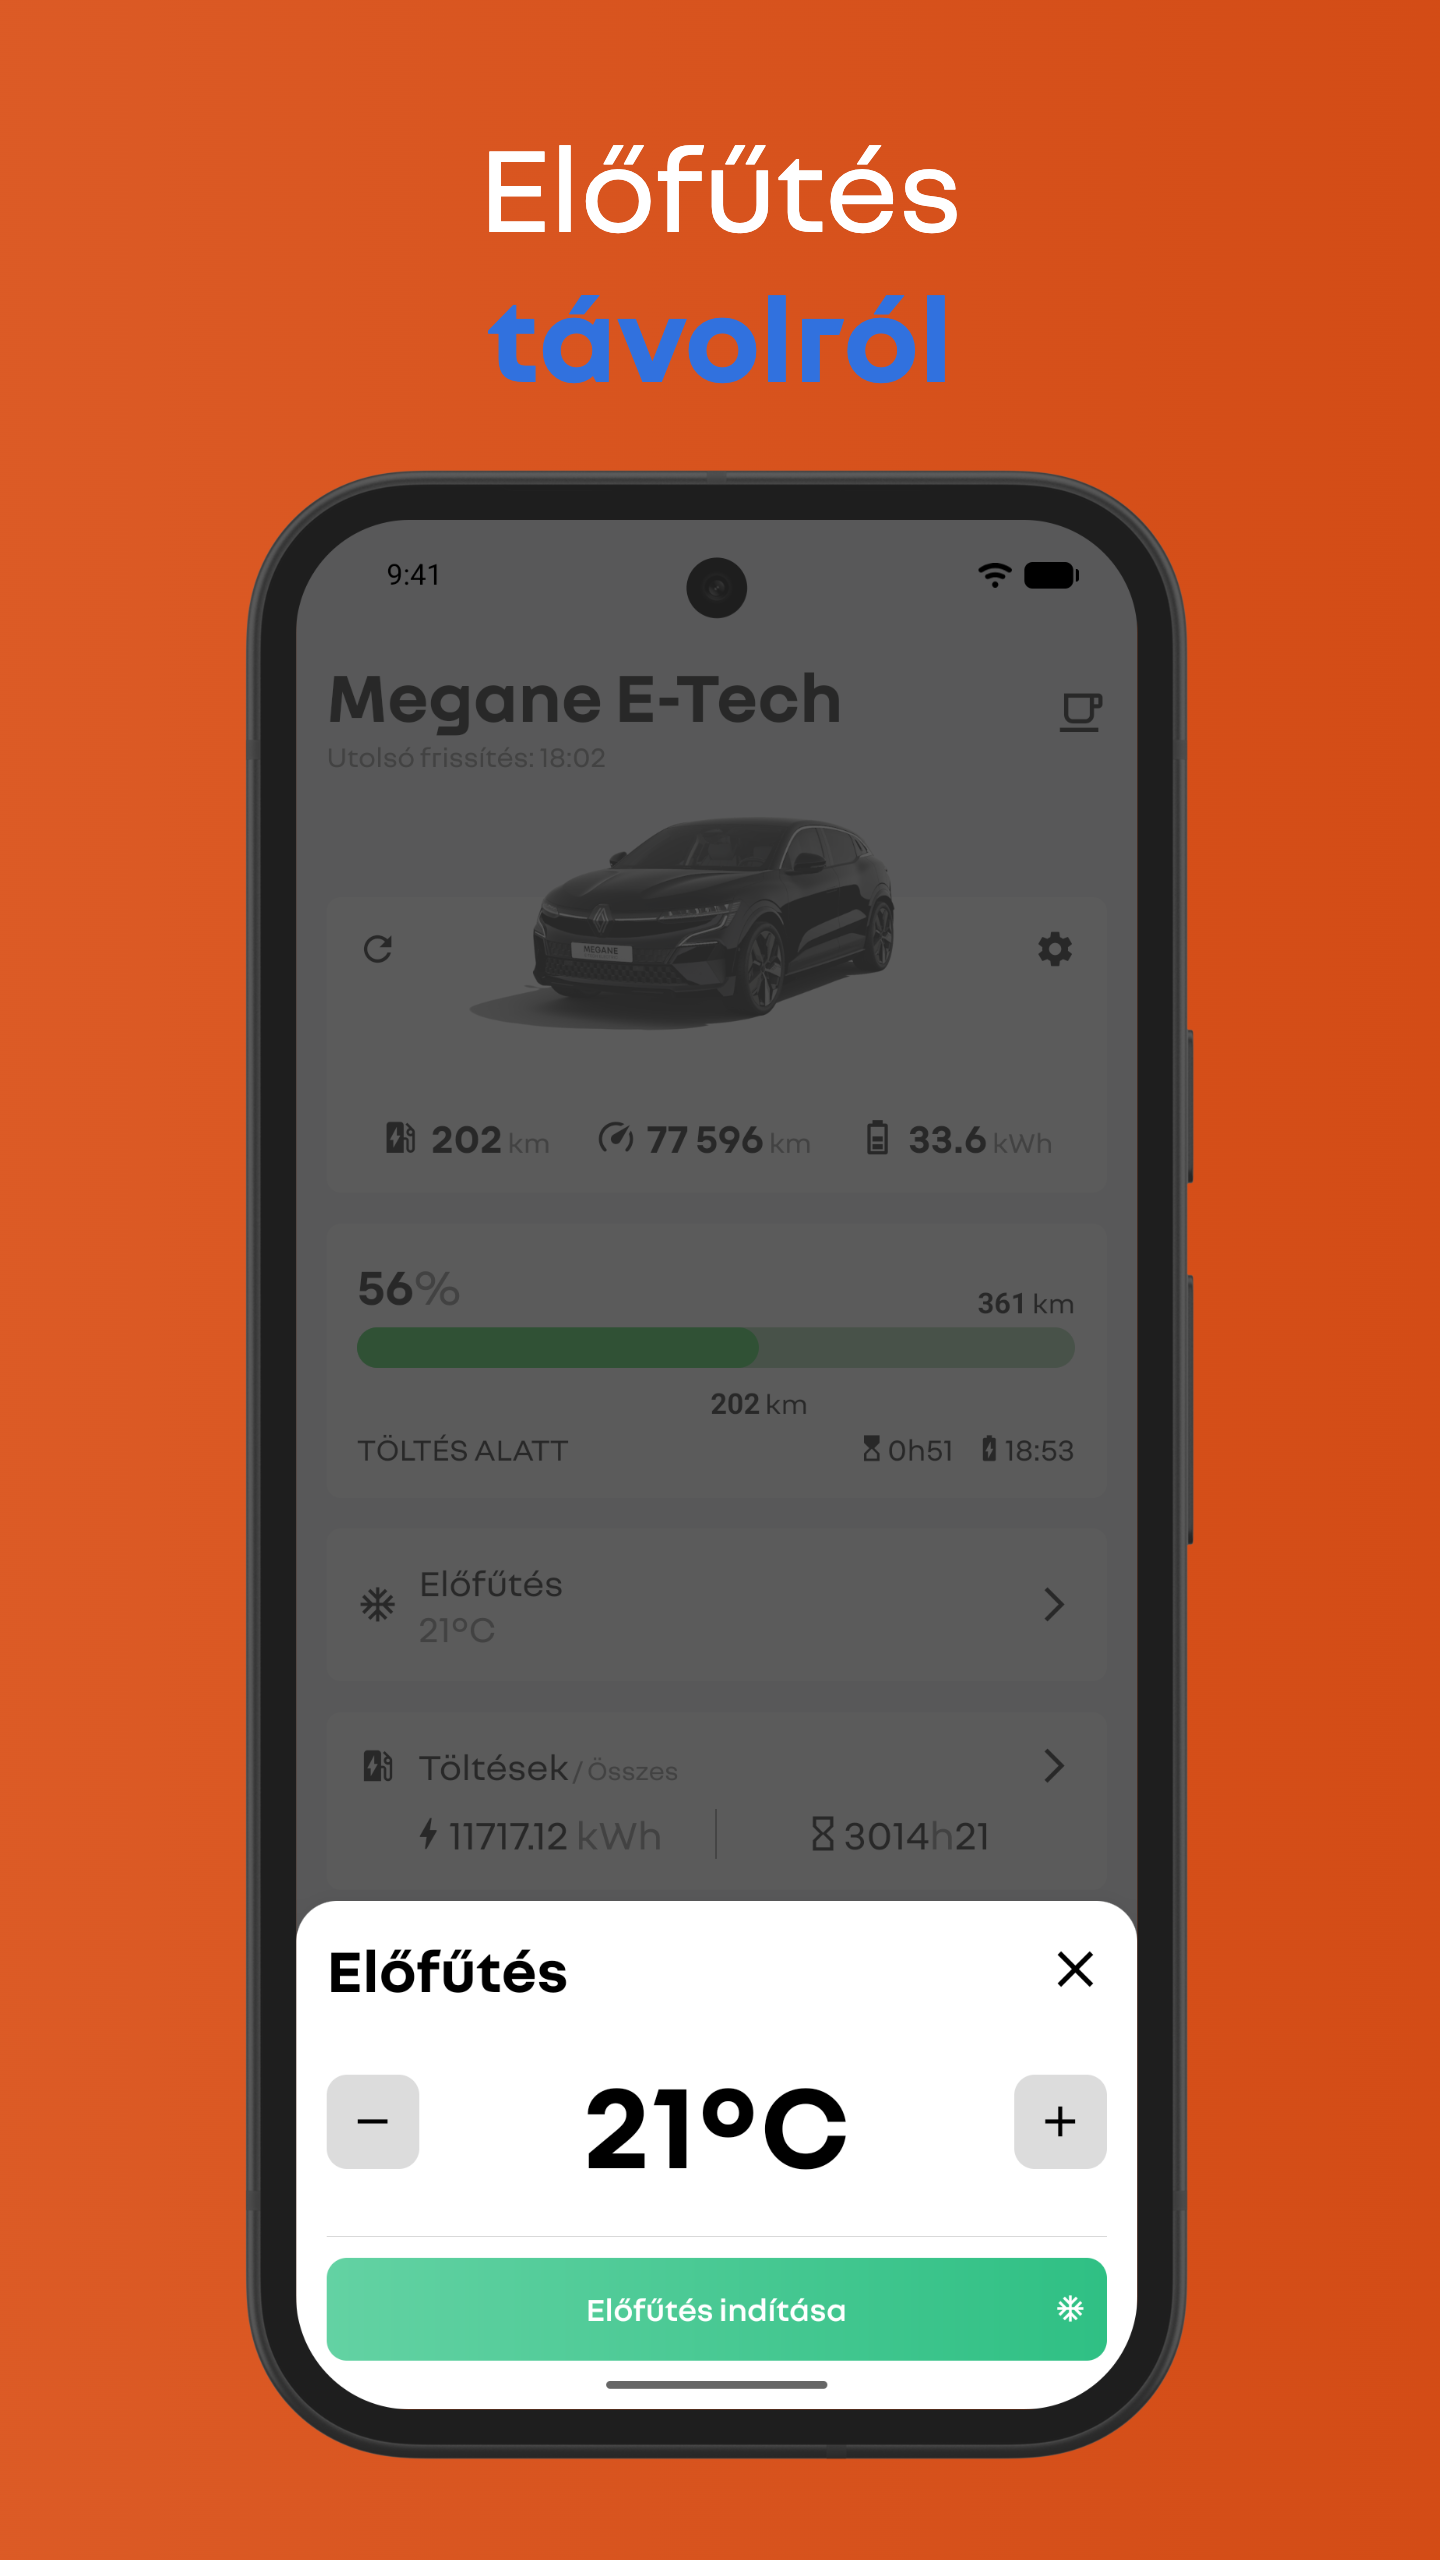 Előfűtés
távolról
9:41
Megane E-Tech
Utolsó frissítés: 18:02
MEGANE
202 km 77 596 km 33.6 kWh
56%
361 km
202 km
TÖLTÉS ALATT 0h51 18:53
Előfűtés
21°C
Töltések / Összes
11717.12 kWh 3014h21
Előfűtés
21°C
Előfűtés indítása